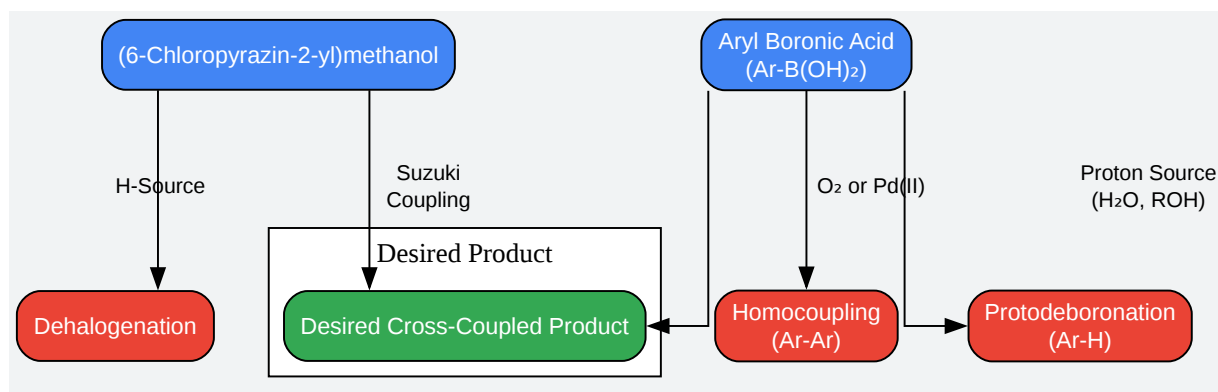 (6-Chloropyrazin-2-yl)methanol
Aryl Boronic Acid
(Ar-B(OH)₂)
H-Source
Suzuki
Coupling
O₂ or Pd(II)
Proton Source
(H₂O, ROH)
Desired Product
Dehalogenation
Desired Cross-Coupled Product
Homocoupling
(Ar-Ar)
Protodeboronation
(Ar-H)